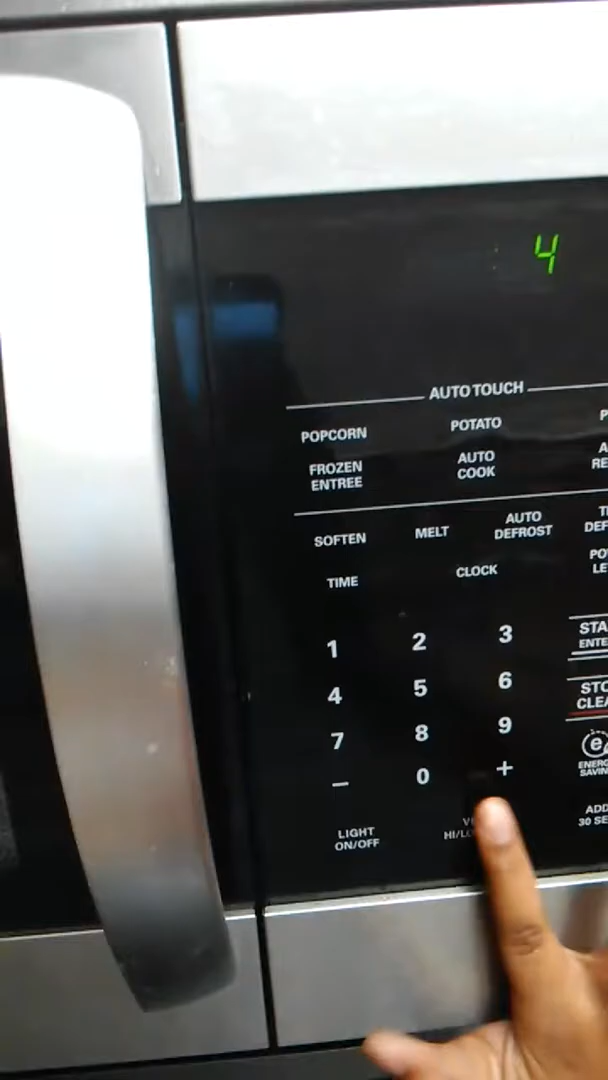 4
AUTO TOUCH
POPCORN
POTATO
FROZEN
ENTREE
AUTO
COOK
SOFTEN
MELT
AUTO
DEFROST
TIME
CLOCK
1
2
3
4
5
6
7
8
9
—
0
+
LIGHT
ON/OFF